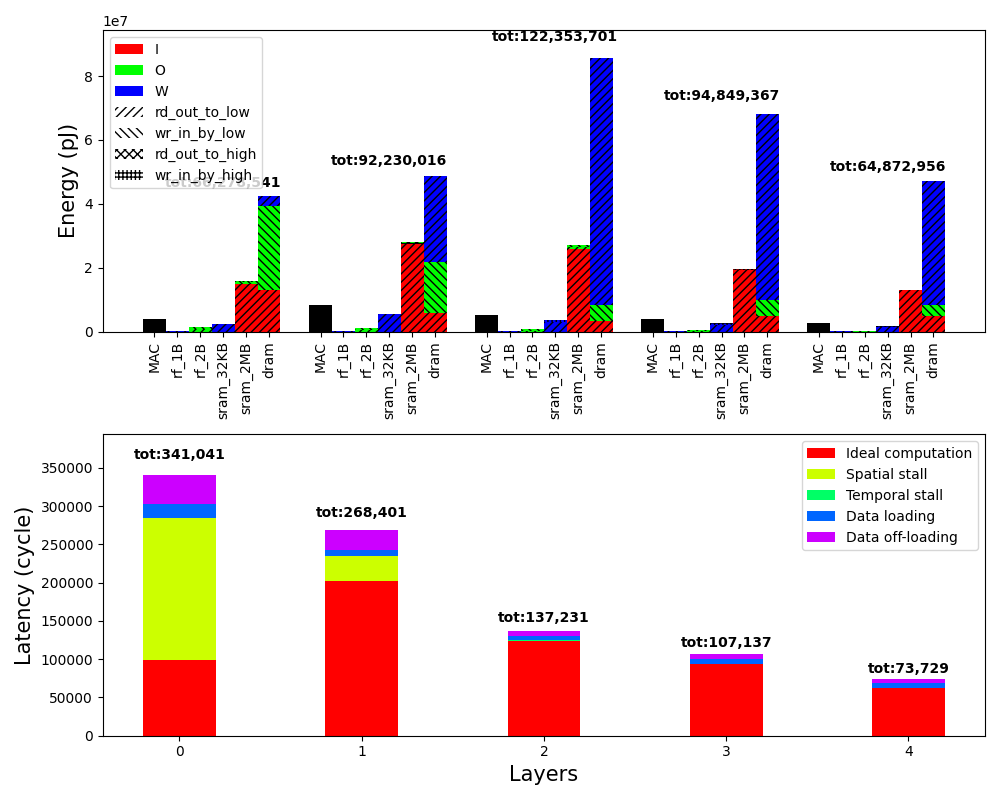 1e7
tot:122,353,701
I
O
W
rd_out_to_low
wr_in_by_low
rd_out_to_high
wr_in_by_high
tot:94,849,367
tot:92,230,016
tot:64,872,956
8
6
4
2
0
Energy (pJ)
MAC
rf_1B
rf_2B
sram_32KB
sram_2MB
dram
MAC
rf_1B
rf_2B
sram_32KB
sram_2MB
dram
MAC
rf_1B
rf_2B
sram_32KB
sram_2MB
dram
MAC
rf_1B
rf_2B
sram_32KB
sram_2MB
dram
MAC
rf_1B
rf_2B
sram_32KB
sram_2MB
dram
tot:341,041
tot:268,401
tot:137,231
tot:107,137
tot:73,729
Ideal computation
Spatial stall
Temporal stall
Data loading
Data off-loading
350000
300000
250000
200000
150000
100000
50000
0
Latency (cycle)
0
1
2
3
4
Layers